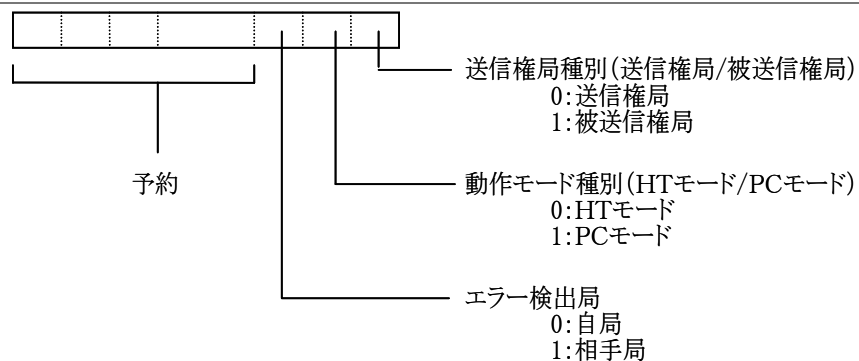 送信権局種別(送信権局/被送信権局)
0:送信権局
1:被送信権局
予約
動作モード種別(HTモード/PCモード)
0:HTモード
1:PCモード
エラー検出局
0:自局
1:相手局